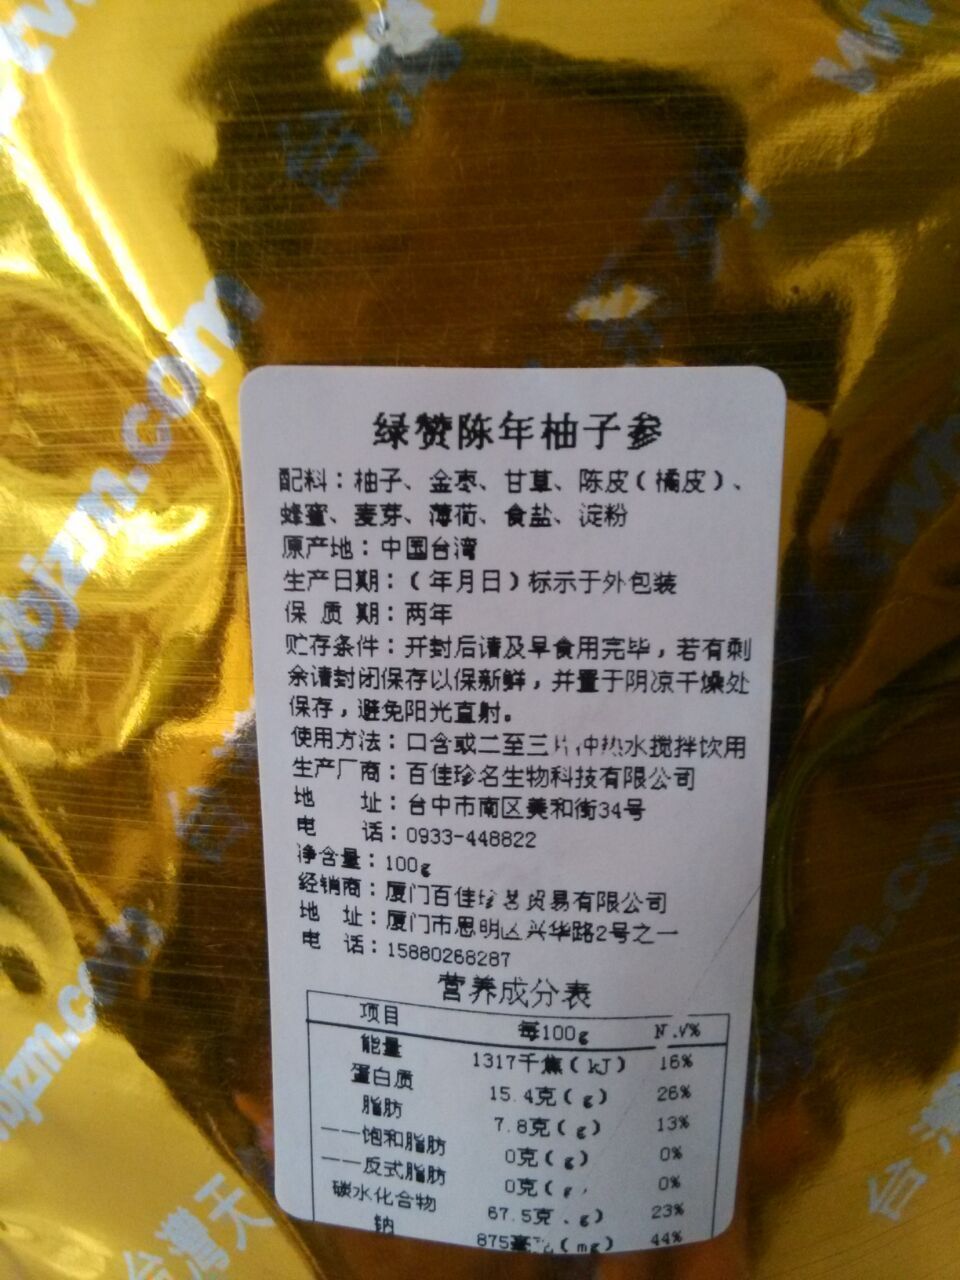 绿赞陈年柚子参
配料：柚子、金枣、甘草、陈皮（橘皮）、
蜂蜜、麦芽、薄荷、食盐、淀粉
原产地：中国台湾
生产日期：（年月日）标示于外包装
保质期：两年
贮存条件：开封后请及早食用完毕，若有剩
余请封闭保存以保新鲜，并置于阴凉干燥处
保存，避免阳光直射。
使用方法：口含或二至三片冲热水搅拌饮用
生产厂商：百佳珍名生物科技有限公司
地址：台中市南区美和街34号
电话：0933-448822
净含量：100g
经销商：厦门百佳珍茗贸易有限公司
地址：厦门市思明区兴华路2号之一
电话：15880268287
营养成分表
项目 每100g N.V%
能量 1317千焦(kJ) 16%
蛋白质 15.4克(g) 26%
脂肪 7.8克(g) 13%
——饱和脂肪 0克(g) 0%
——反式脂肪 0克(g 0%
碳水化合物 67.5克(g) 23%
钠 875毫克(mg) 44%
wbjzm.com
bjzm.com
台灣天
台灣